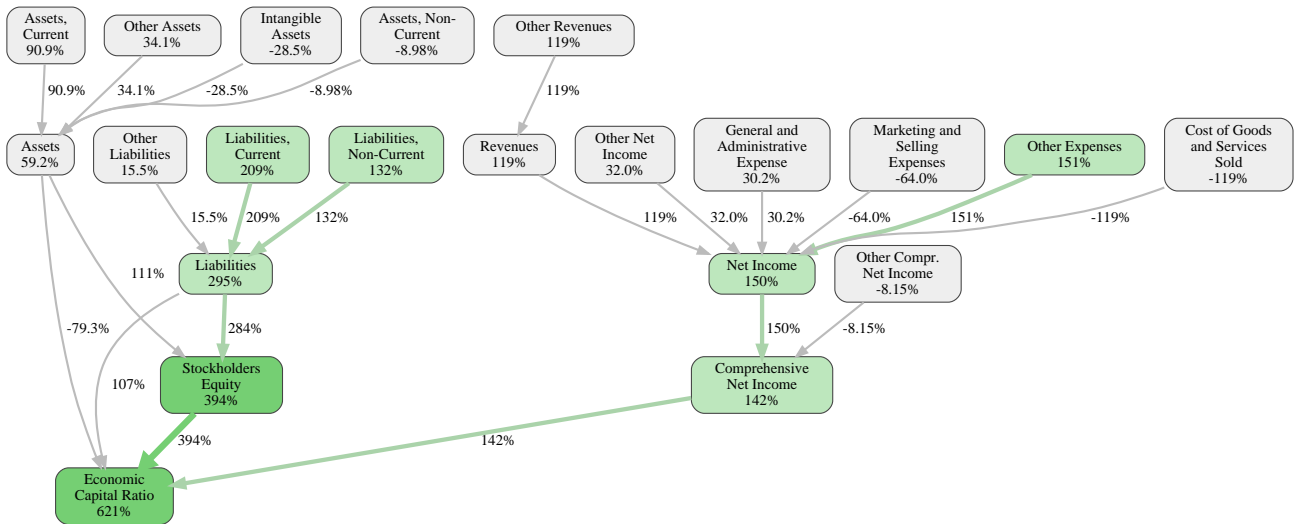 Assets,
Current
90.9%
Other Assets
34.1%
Intangible
Assets
-28.5%
Assets, Non-
Current
-8.98%
Other Revenues
119%
90.9%
34.1%
-28.5%
-8.98%
119%
Assets
59.2%
Other
Liabilities
15.5%
Liabilities,
Current
209%
Liabilities,
Non-Current
132%
Revenues
119%
Other Net
Income
32.0%
General and
Administrative
Expense
30.2%
Marketing and
Selling
Expenses
-64.0%
Other Expenses
151%
Cost of Goods
and Services
Sold
-119%
15.5%
209%
132%
119%
32.0%
30.2%
-64.0%
151%
-119%
Liabilities
295%
Net Income
150%
Other Compr.
Net Income
-8.15%
111%
-79.3%
284%
150%
-8.15%
Stockholders
Equity
394%
Comprehensive
Net Income
142%
107%
394%
142%
Economic
Capital Ratio
621%